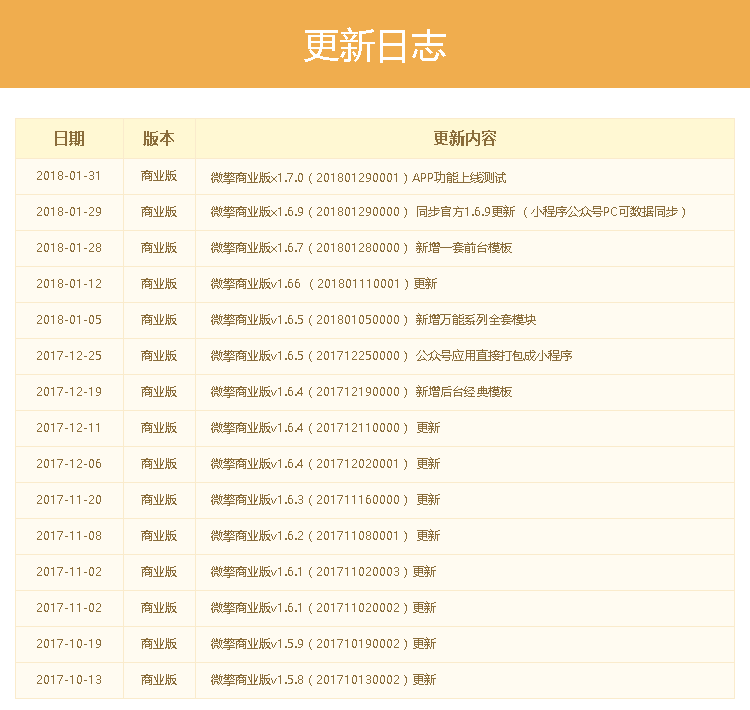 更新日志
日期 版本 更新内容
2018-01-31 商业版 微擎商业版x1.7.0（201801290001）APP功能上线测试
2018-01-29 商业版 微擎商业版x1.6.9（201801290000） 同步官方1.6.9更新 （小程序公众号PC可数据同步）
2018-01-28 商业版 微擎商业版x1.6.7（201801280000） 新增一套前台模板
2018-01-12 商业版 微擎商业版v1.66 （201801110001）更新
2018-01-05 商业版 微擎商业版v1.6.5（201801050000） 新增万能系列全套模块
2017-12-25 商业版 微擎商业版v1.6.5（201712250000） 公众号应用直接打包成小程序
2017-12-19 商业版 微擎商业版v1.6.4（201712190000） 新增后台经典模板
2017-12-11 商业版 微擎商业版v1.6.4（201712110000） 更新
2017-12-06 商业版 微擎商业版v1.6.4（201712020001） 更新
2017-11-20 商业版 微擎商业版v1.6.3（201711160000） 更新
2017-11-08 商业版 微擎商业版v1.6.2（201711080001） 更新
2017-11-02 商业版 微擎商业版v1.6.1（201711020003）更新
2017-11-02 商业版 微擎商业版v1.6.1（201711020002）更新
2017-10-19 商业版 微擎商业版v1.5.9（201710190002）更新
2017-10-13 商业版 微擎商业版v1.5.8（201710130002）更新